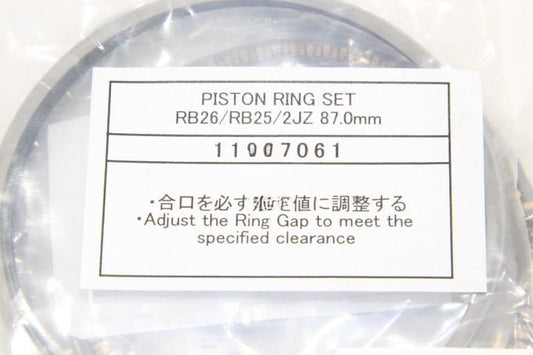 PISTON RING SET
RB26/RB25/2JZ 87.0mm
11907061
・合口を必ず 値に調整する
・Adjust the Ring Gap to meet the
specified clearance